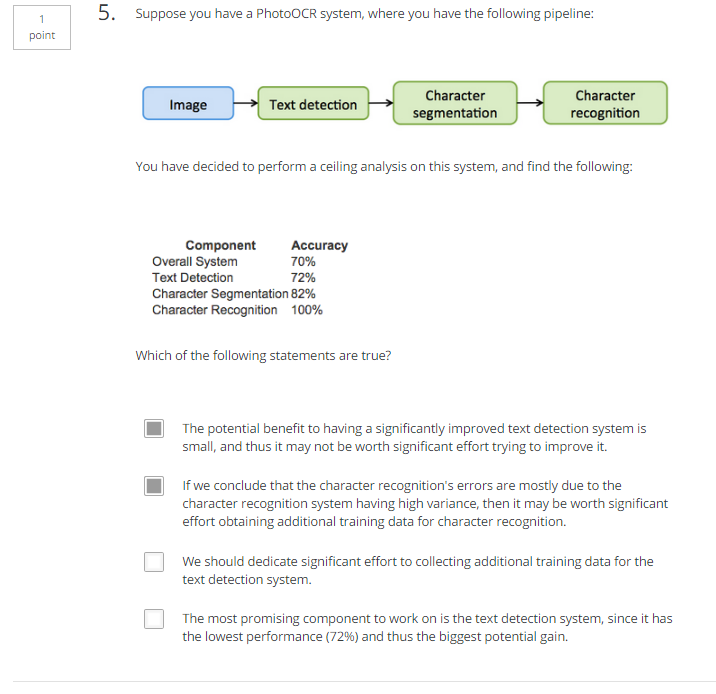 1
point
5. Suppose you have a PhotoOCR system, where you have the following pipeline:
Image
Text detection
Character
segmentation
Character
recognition
You have decided to perform a ceiling analysis on this system, and find the following:
Component Accuracy
Overall System 70%
Text Detection 72%
Character Segmentation 82%
Character Recognition 100%
Which of the following statements are true?
The potential benefit to having a significantly improved text detection system is
small, and thus it may not be worth significant effort trying to improve it.
If we conclude that the character recognition's errors are mostly due to the
character recognition system having high variance, then it may be worth significant
effort obtaining additional training data for character recognition.
We should dedicate significant effort to collecting additional training data for the
text detection system.
The most promising component to work on is the text detection system, since it has
the lowest performance (72%) and thus the biggest potential gain.